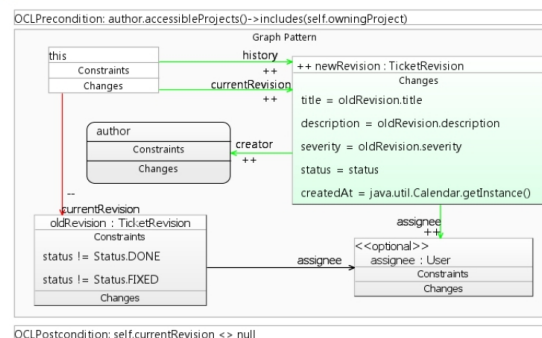 OCLPrecondition: author.accessibleProjects()->includes(self.owningProject)
Graph Pattern
this
Constraints
Changes
history
++
currentRevision
++
++ newRevision : TicketRevision
Changes
title = oldRevision.title
description = oldRevision.description
severity = oldRevision.severity
status = status
createdAt = java.util.Calendar.getInstance()
author
Constraints
Changes
creator
++
--
currentRevision
oldRevision : TicketRevision
Constraints
status != Status.DONE
status != Status.FIXED
Changes
assignee
assignee
++
<<optional>>
assignee : User
Constraints
Changes
OCLPostcondition: self.currentRevision <> null